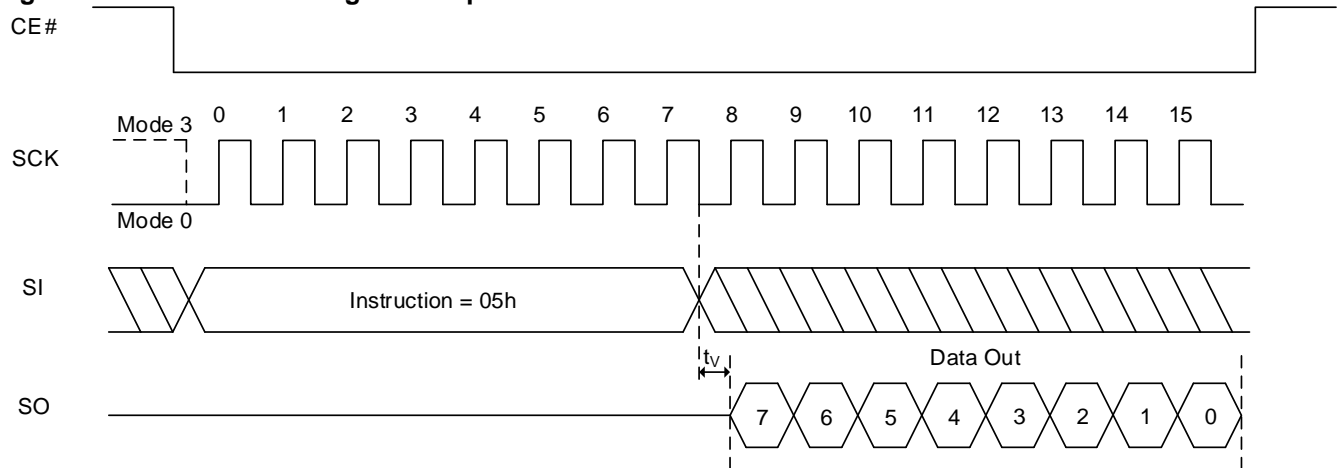 CE#
0 1 2 3 4 5 6 7 8 9 10 11 12 13 14 15
Mode 3
SCK
Mode 0
SI
Instruction = 05h
tV
Data Out
SO
7 6 5 4 3 2 1 0